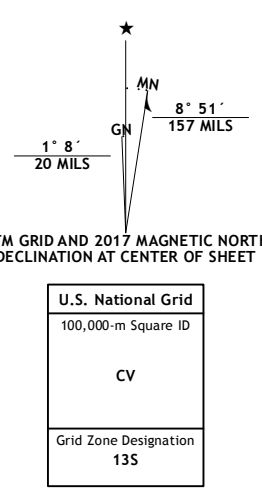 MN
GN
8° 51´
157 MILS
1° 8´
20 MILS
TM GRID AND 2017 MAGNETIC NORTH
DECLINATION AT CENTER OF SHEET
U.S. National Grid
100,000-m Square ID
CV
Grid Zone Designation
13S